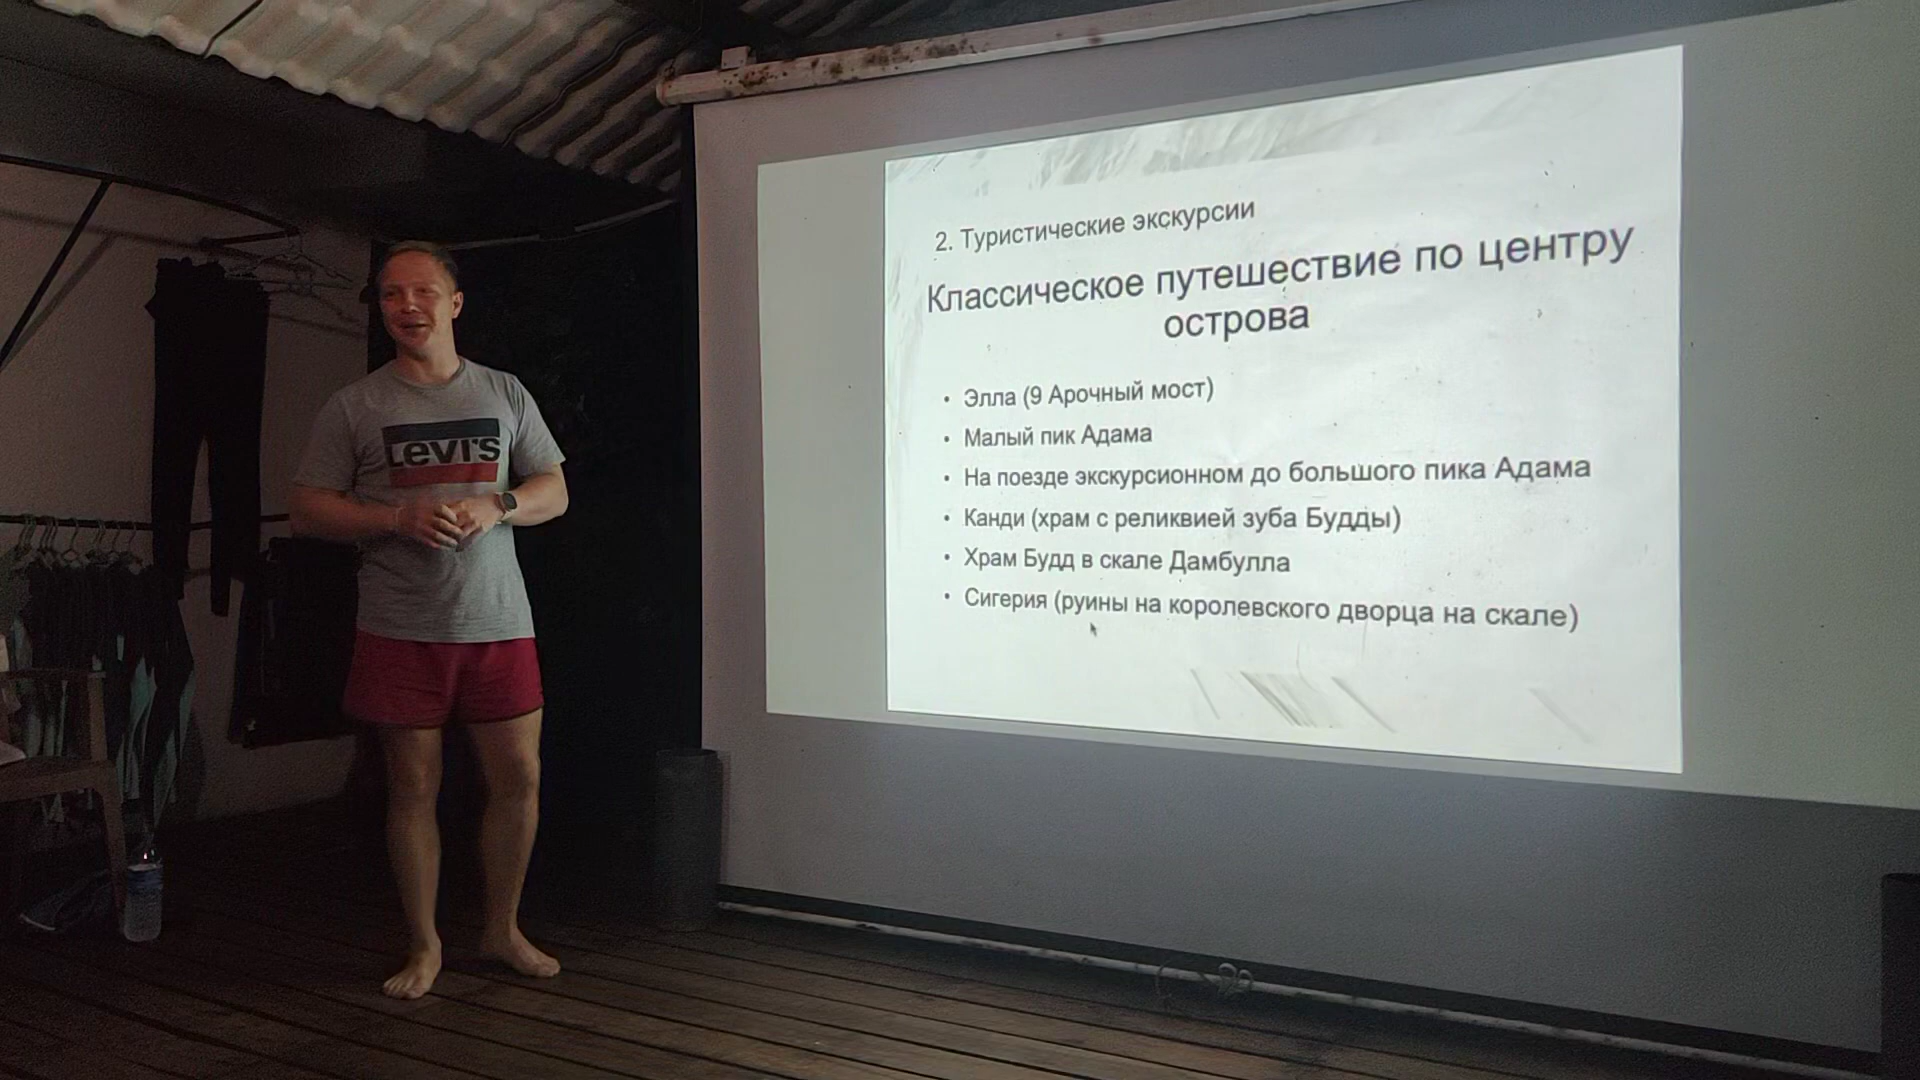 2. Туристические экскурсии
Классическое путешествие по центру
острова
• Элла (9 Арочный мост)
• Малый пик Адама
• На поезде экскурсионном до большого пика Адама
• Канди (храм с реликвией зуба Будды)
• Храм Будд в скале Дамбулла
• Сигерия (руины на королевского дворца на скале)
Levi's